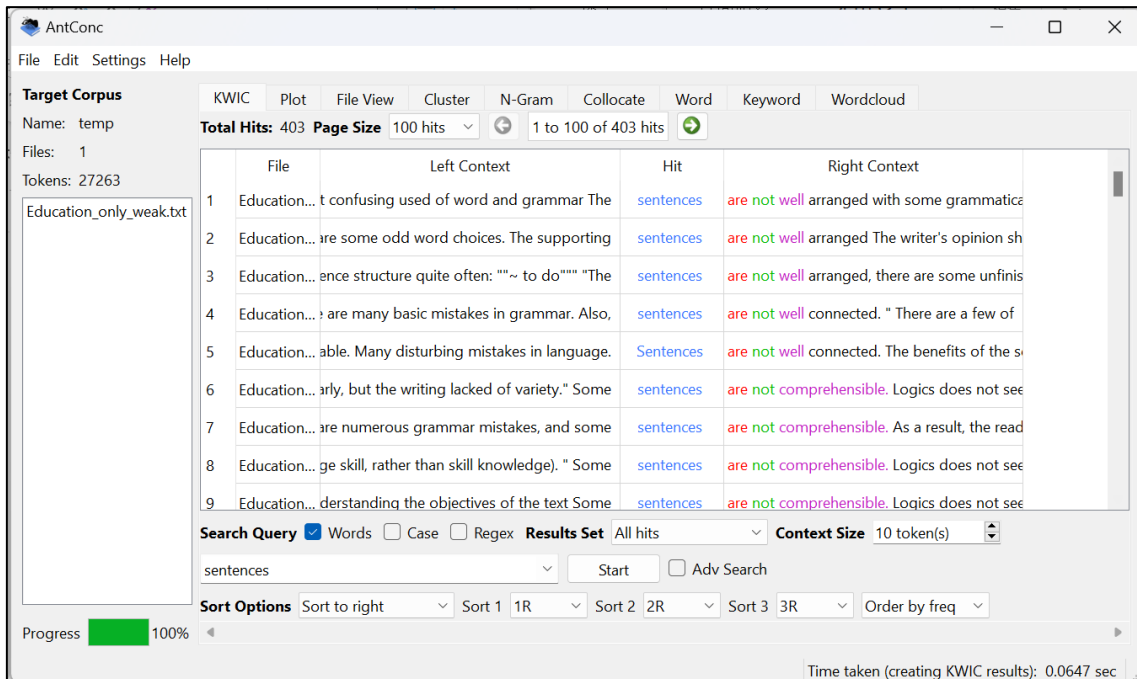 AntConc
File Edit Settings Help
Target Corpus
Name: temp
Files: 1
Tokens: 27263
Education_only_weak.txt
Progress 100%
KWIC Plot File View Cluster N-Gram Collocate Word Keyword Wordcloud
Total Hits: 403 Page Size 100 hits 1 to 100 of 403 hits
File Left Context Hit Right Context
1 Education... t confusing used of word and grammar The sentences are not well arranged with some grammatica
2 Education... are some odd word choices. The supporting sentences are not well arranged The writer's opinion sh
3 Education... ence structure quite often: ""~ to do""" "The sentences are not well arranged, there are some unfinis
4 Education... are many basic mistakes in grammar. Also, sentences are not well connected. " There are a few of
5 Education... able. Many disturbing mistakes in language. Sentences are not well connected. The benefits of the s
6 Education... arly, but the writing lacked of variety." Some sentences are not comprehensible. Logics does not see
7 Education... are numerous grammar mistakes, and some sentences are not comprehensible. As a result, the read
8 Education... ge skill, rather than skill knowledge). " Some sentences are not comprehensible. Logics does not see
9 Education... derstanding the objectives of the text Some sentences are not comprehensible. Logics does not see
Search Query Words Case Regex Results Set All hits Context Size 10 token(s)
sentences Start Adv Search
Sort Options Sort to right Sort 1 1R Sort 2 2R Sort 3 3R Order by freq
Time taken (creating KWIC results): 0.0647 sec